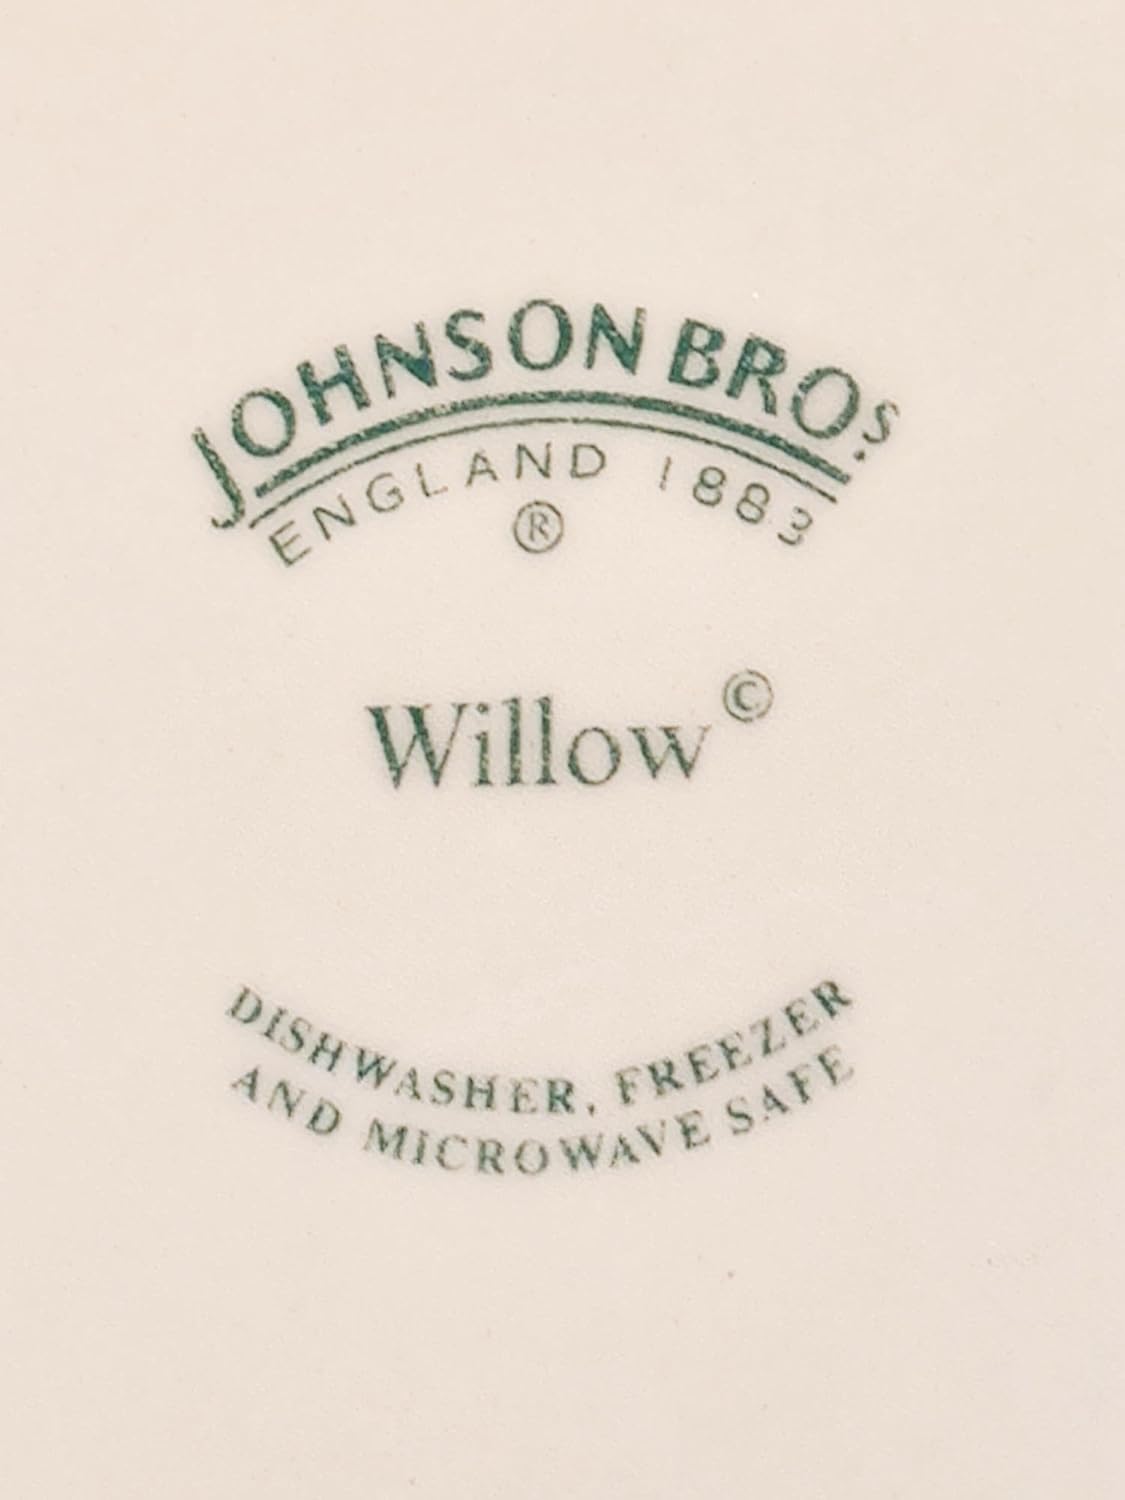 JOHNSON BROS.
ENGLAND 1883
®
Willow©
DISHWASHER, FREEZER
AND MICROWAVE SAFE